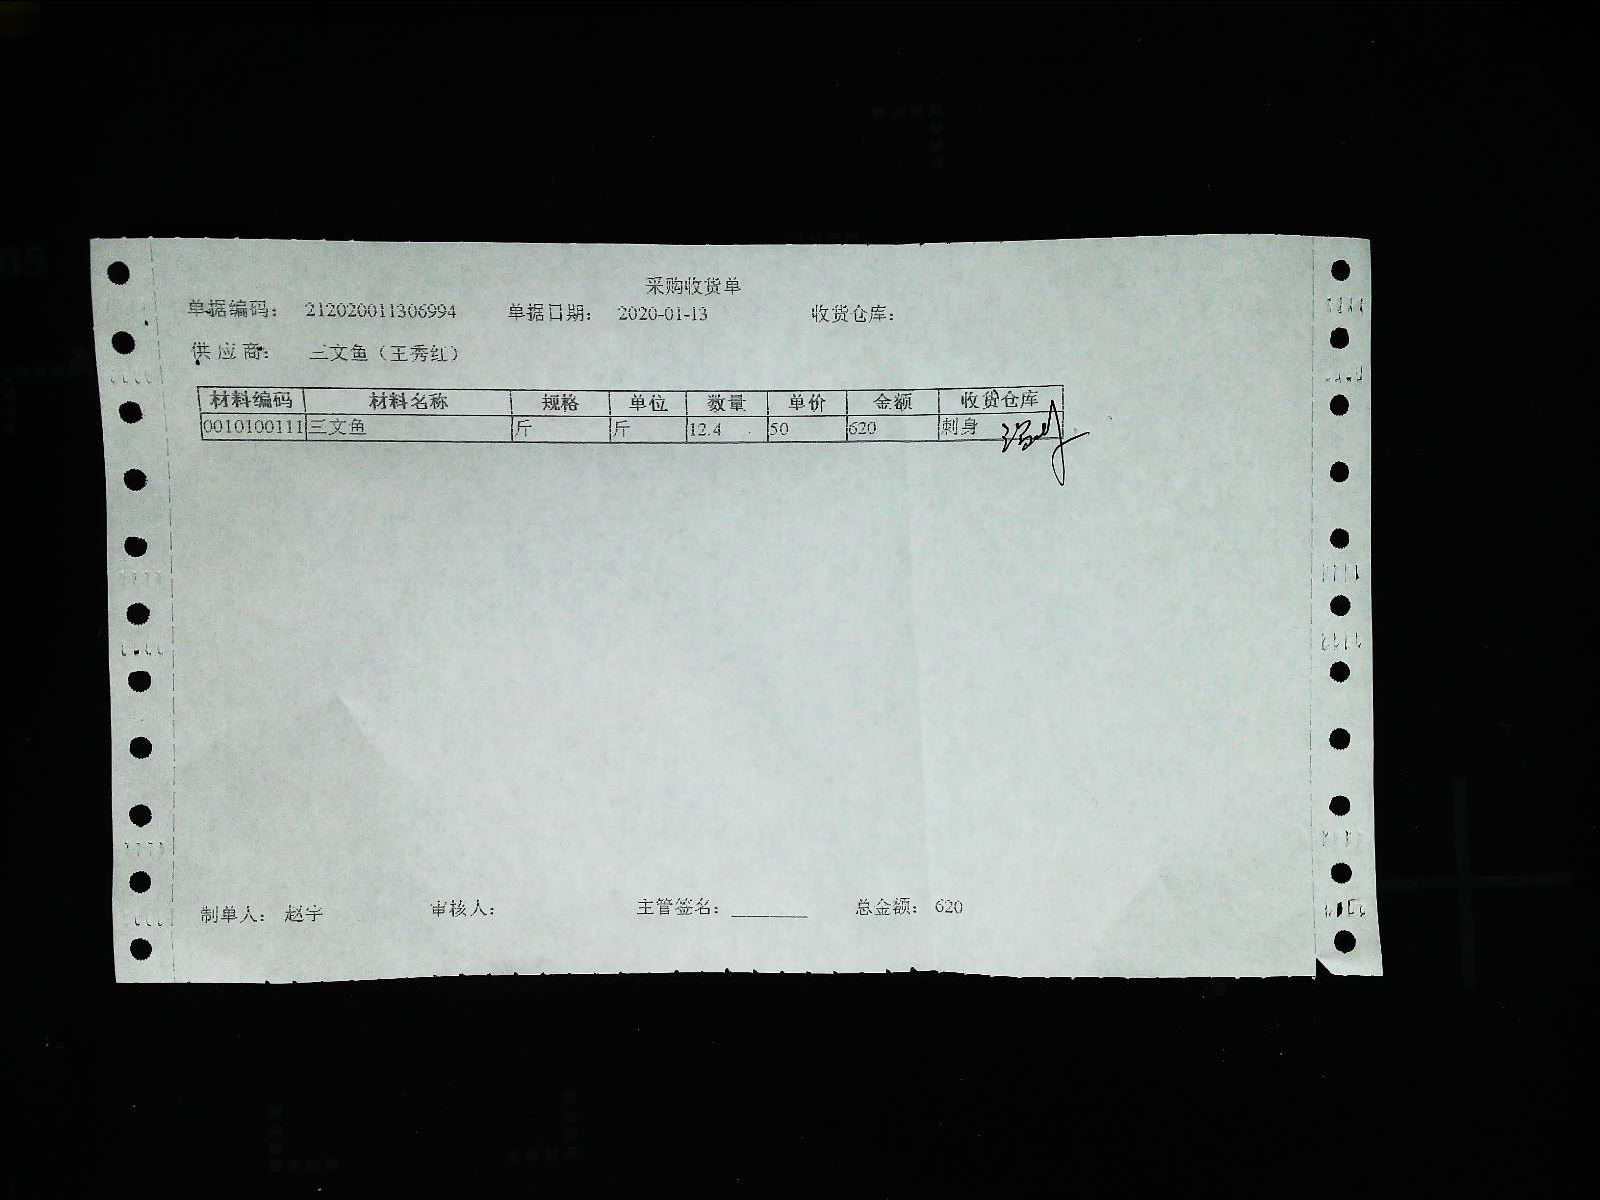 采购收货单
单据编码： 212020011306994 单据日期： 2020-01-13 收货仓库：
供应商： 三文鱼（王秀红）
材料编码 材料名称 规格 单位 数量 单价 金额 收货仓库
0010100111 三文鱼 斤 斤 12.4 50 620 刺身
制单人： 赵宇 审核人： 主管签名：________ 总金额： 620